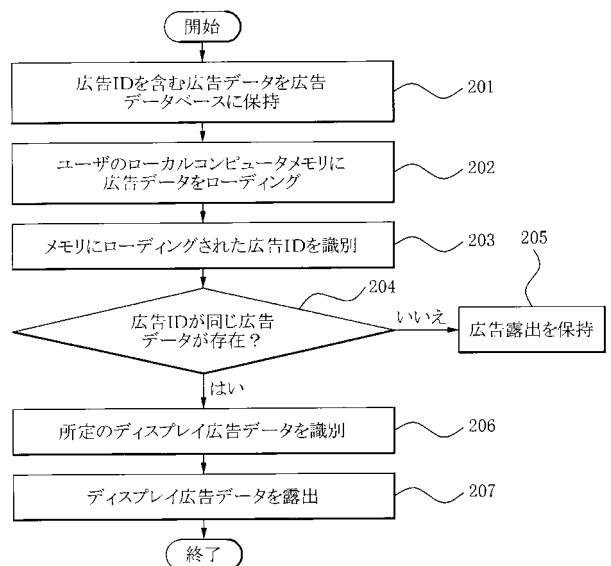 開始
広告IDを含む広告データを広告
データベースに保持
201
ユーザのローカルコンピュータメモリに
広告データをローディング
202
メモリにローディングされた広告IDを識別
203
204
広告IDが同じ広告
データが存在?
いいえ
205
広告露出を保持
はい
所定のディスプレイ広告データを識別
206
ディスプレイ広告データを露出
207
終了